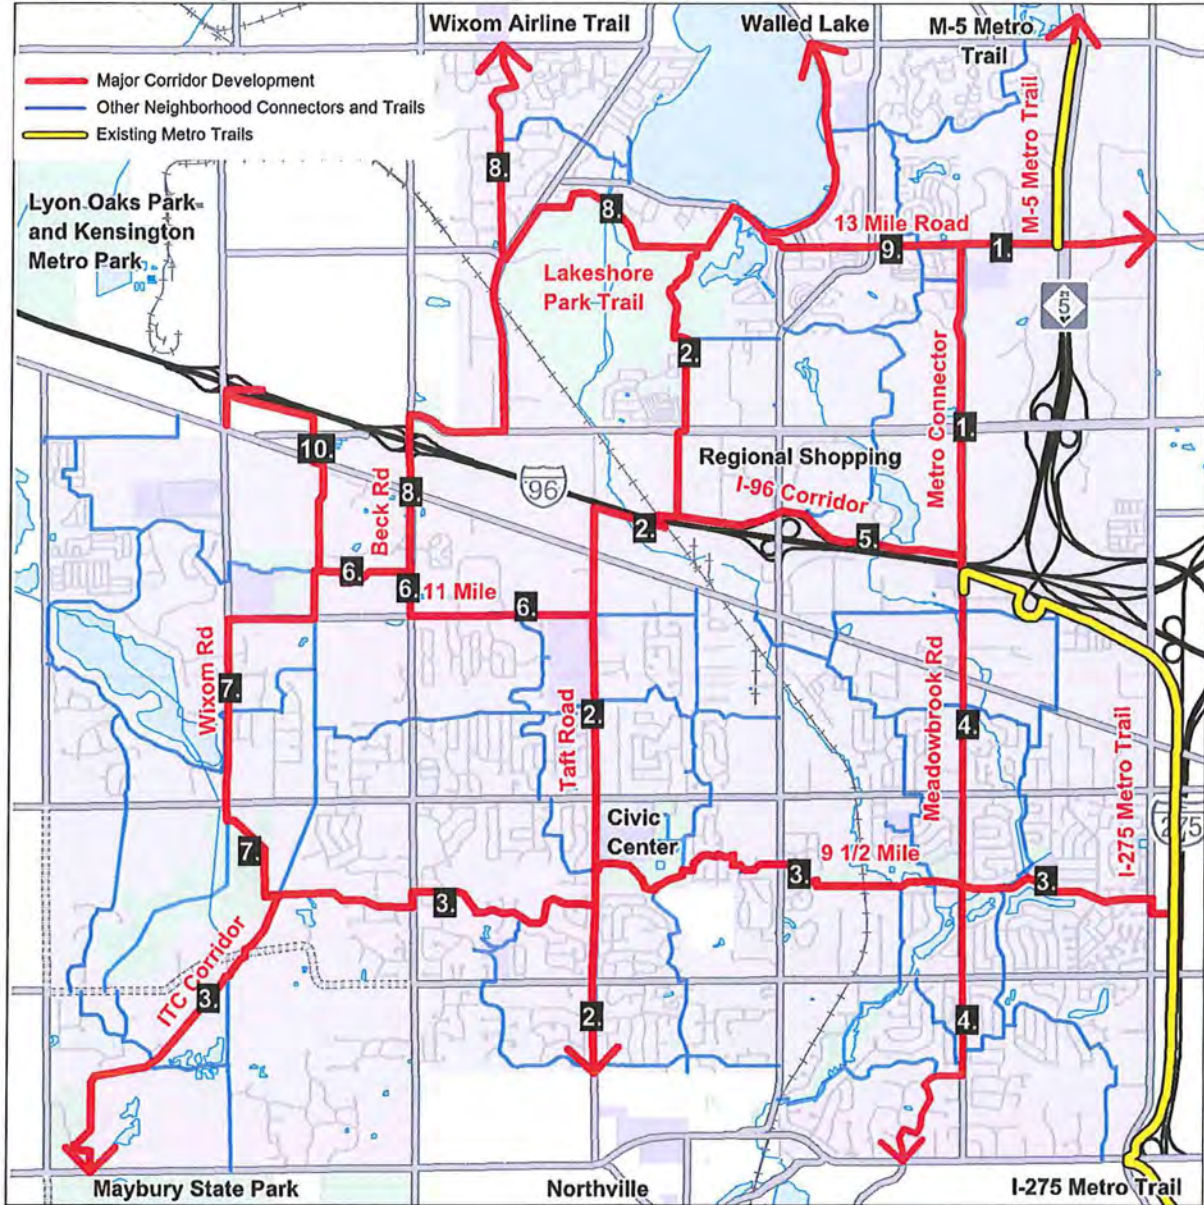 Wixom Airline Trail
Walled Lake
M-5 Metro
Trail
Major Corridor Development
Other Neighborhood Connectors and Trails
Existing Metro Trails
M-5 Metro Trail
8.
Lyon Oaks Park
and Kensington
Metro Park
8.
13 Mile Road
9.
1.
Lakeshore
Park Trail
21
5
2.
Metro Connector
1.
10.
Regional Shopping
I-96 Corridor
96
Beck Rd
8.
2.
5
6.
6.
11 Mile
6.
Wixom Rd
7.
Taft Road
2.
Meadowbrook Rd
4.
I-275 Metro Trail
275
Civic
Center
7.
9 1/2 Mile
3.
3.
3.
ITC Corridor
3.
2.
4.
Maybury State Park
Northville
I-275 Metro Trail